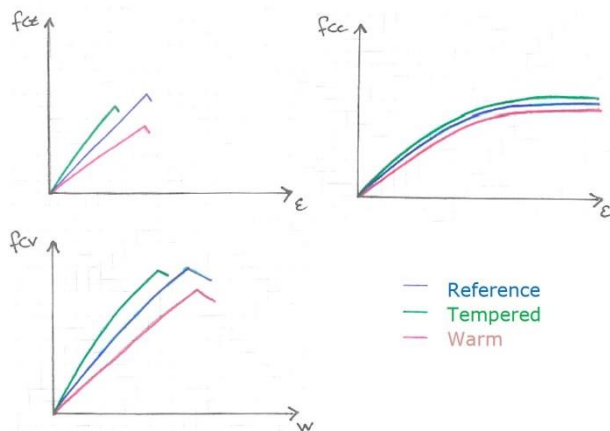 fct
ε
fcc
ε
fcv
w
Reference
Tempered
Warm